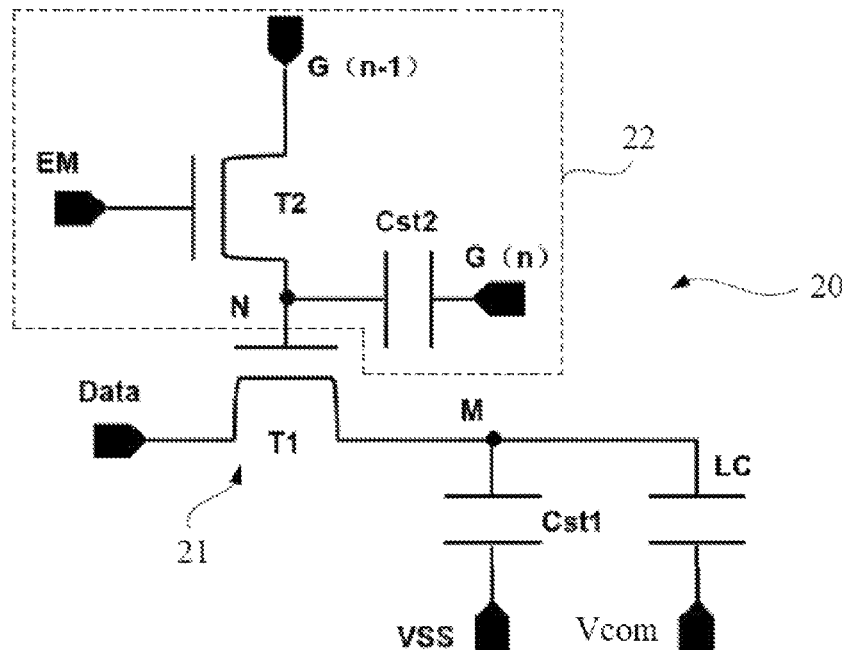 G（n-1）
22
EM
T2
Cst2
G（n）
20
N
Data
M
T1
LC
21
Cst1
VSS
Vcom